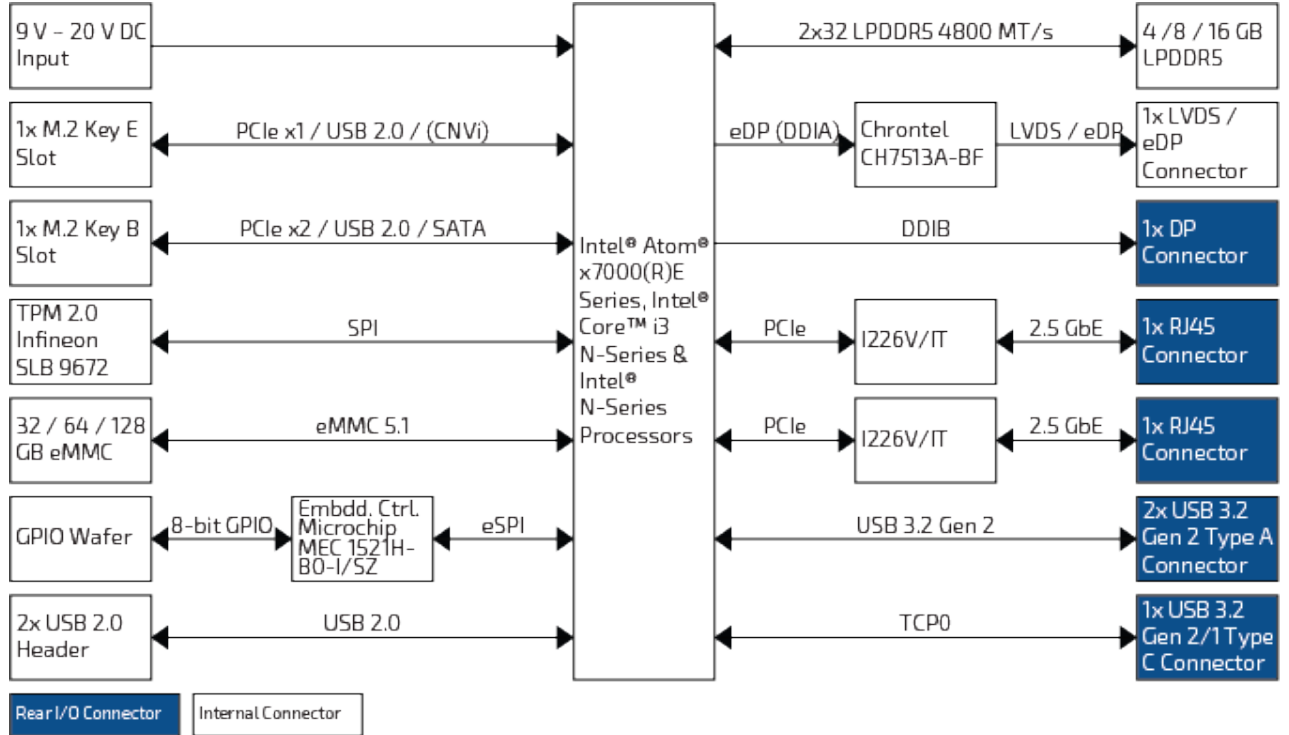 9 V – 20 V DC
Input
2x32 LPDDR5 4800 MT/s
4 /8 / 16 GB
LPDDR5
1x M.2 Key E
Slot
PCIe x1 / USB 2.0 / (CNVi)
eDP (DDIA)
Chrontel
CH7513A-BF
LVDS / eDP
1x LVDS /
eDP
Connector
1x M.2 Key B
Slot
PCIe x2 / USB 2.0 / SATA
Intel® Atom®
x7000(R)E
Series, Intel®
Core™ i3
N-Series &
Intel®
N-Series
Processors
DDIB
1x DP
Connector
TPM 2.0
Infineon
SLB 9672
SPI
PCIe
I226V/IT
2.5 GbE
1x RJ45
Connector
32 / 64 / 128
GB eMMC
eMMC 5.1
PCIe
I226V/IT
2.5 GbE
1x RJ45
Connector
GPIO Wafer
8-bit GPIO
Embdd. Ctrl.
Microchip
MEC 1521H-
B0-I/SZ
eSPI
USB 3.2 Gen 2
2x USB 3.2
Gen 2 Type A
Connector
2x USB 2.0
Header
USB 2.0
TCP0
1x USB 3.2
Gen 2/1 Type
C Connector
Rear I/O Connector
Internal Connector